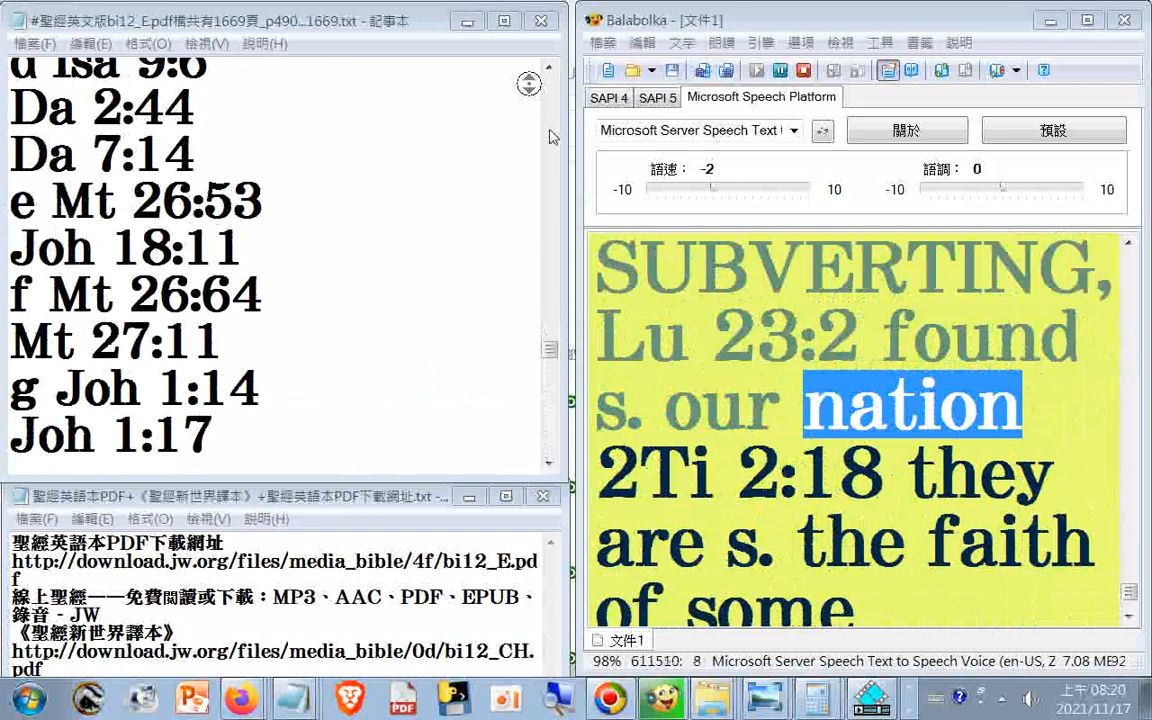 #聖經英文版bi12_E.pdf檔共有1669頁_p490...1669.txt - 記事本
檔案(F) 編輯(E) 格式(O) 檢視(V) 說明(H)
d Isa 9:6
Da 2:44
Da 7:14
e Mt 26:53
Joh 18:11
f Mt 26:64
Mt 27:11
g Joh 1:14
Joh 1:17
聖經英語本PDF+《聖經新世界譯本》+聖經英語本PDF下載網址.txt -...
檔案(F) 編輯(E) 格式(O) 檢視(V) 說明(H)
聖經英語本PDF下載網址
http://download.jw.org/files/media_bible/4f/bi12_E.pd
f
線上聖經——免費閱讀或下載：MP3、AAC、PDF、EPUB、
錄音 - JW
《聖經新世界譯本》
http://download.jw.org/files/media_bible/0d/bi12_CH.
pdf
Balabolka - [文件1]
檔案 編輯 文字 朗讀 引擎 選項 檢視 工具 書籤 說明
SAPI 4 SAPI 5 Microsoft Speech Platform
Microsoft Server Speech Text 關於 預設
語速： -2 語調： 0
-10 10 -10 10
SUBVERTING,
Lu 23:2 found
s. our nation
2Ti 2:18 they
are s. the faith
of some
文件1
98% 611510: 8 Microsoft Server Speech Text to Speech Voice (en-US, Z 7.08 ME92
上午 08:20
2021/11/17